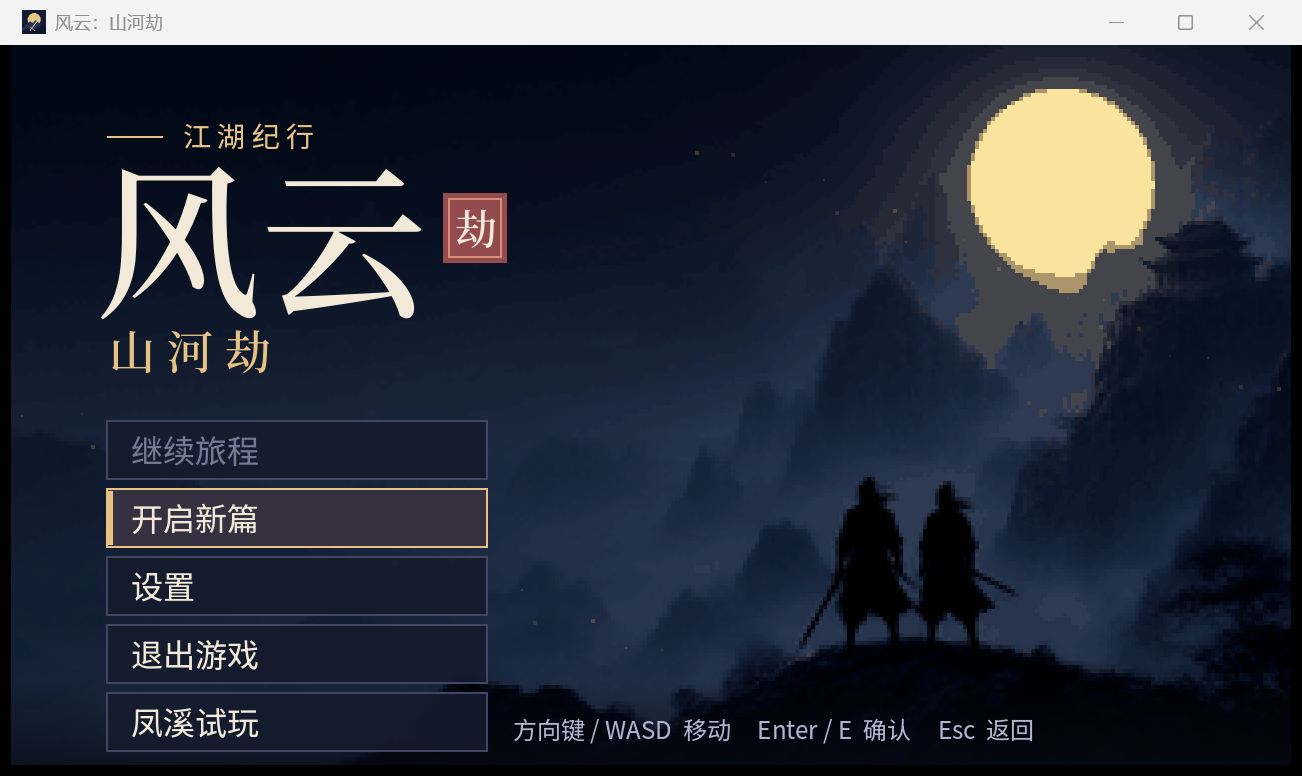 风云：山河劫
江湖纪行
风云
劫
山河劫
继续旅程
开启新篇
设置
退出游戏
凤溪试玩
方向键 / WASD 移动 Enter / E 确认 Esc 返回